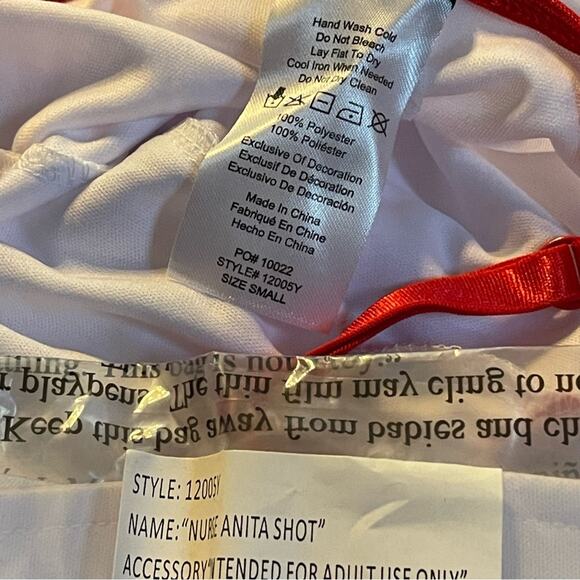 Hand Wash Cold
Do Not Bleach
Lay Flat To Dry
Cool Iron When Needed
Do Not Dry Clean
100% Polyester
100% Poliéster
Exclusive Of Decoration
Exclusif De Décoration
Exclusivo De Decoración
Made In China
Fabriqué En Chine
Hecho En China
PO# 10022
STYLE# 12005Y
SIZE SMALL
Keep this bag away from babies and ch
r playpens. The thin film may cling to no
STYLE: 12005Y
NAME:"NURSE ANITA SHOT"
ACCESSORY"INTENDED FOR ADULT USE ONLY"